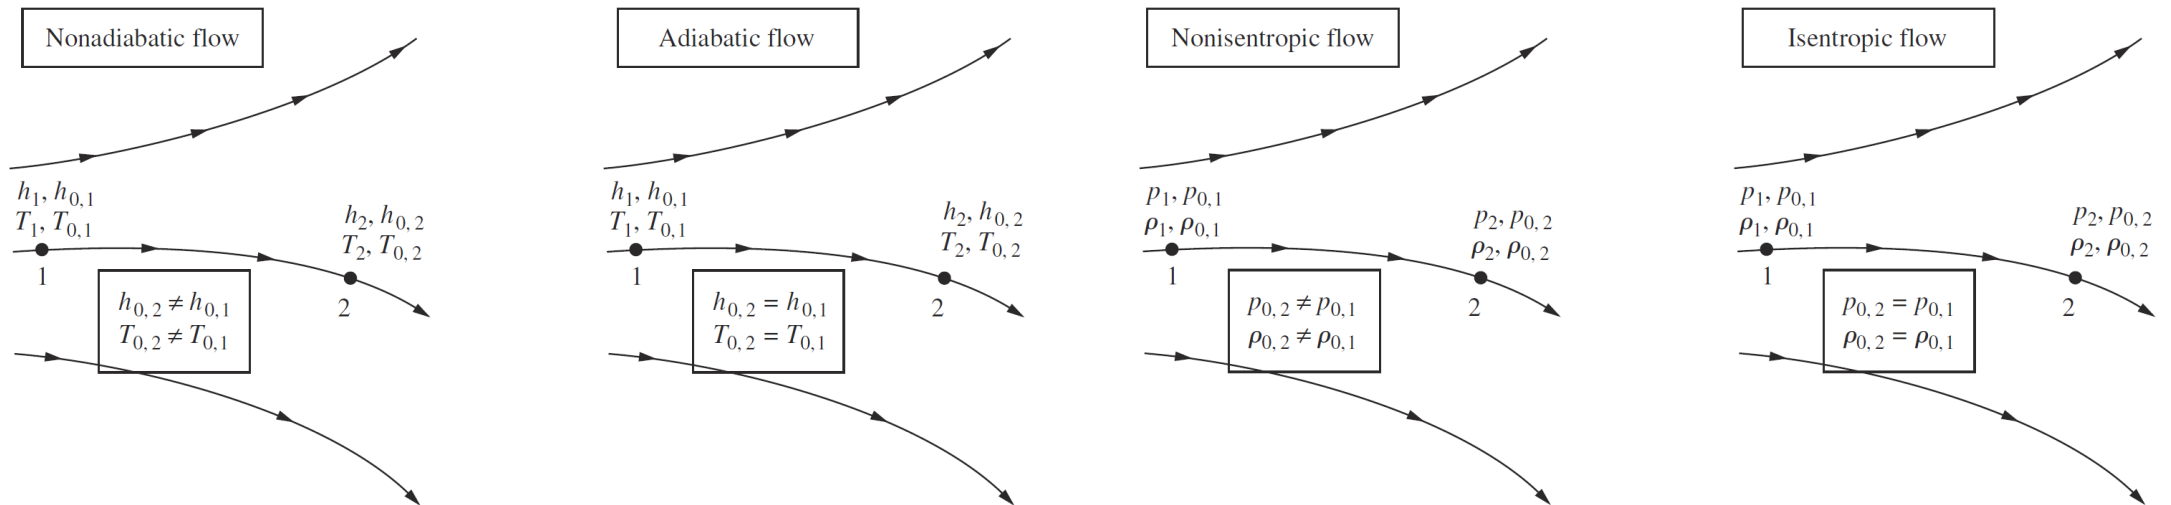 Nonadiabatic flow
h₁, h₀,₁
T₁, T₀,₁
1
h₂, h₀,₂
T₂, T₀,₂
2
h₀,₂ ≠ h₀,₁
T₀,₂ ≠ T₀,₁
Adiabatic flow
h₁, h₀,₁
T₁, T₀,₁
1
h₂, h₀,₂
T₂, T₀,₂
2
h₀,₂ = h₀,₁
T₀,₂ = T₀,₁
Nonisentropic flow
p₁, p₀,₁
ρ₁, ρ₀,₁
1
p₂, p₀,₂
ρ₂, ρ₀,₂
2
p₀,₂ ≠ p₀,₁
ρ₀,₂ ≠ ρ₀,₁
Isentropic flow
p₁, p₀,₁
ρ₁, ρ₀,₁
1
p₂, p₀,₂
ρ₂, ρ₀,₂
2
p₀,₂ = p₀,₁
ρ₀,₂ = ρ₀,₁